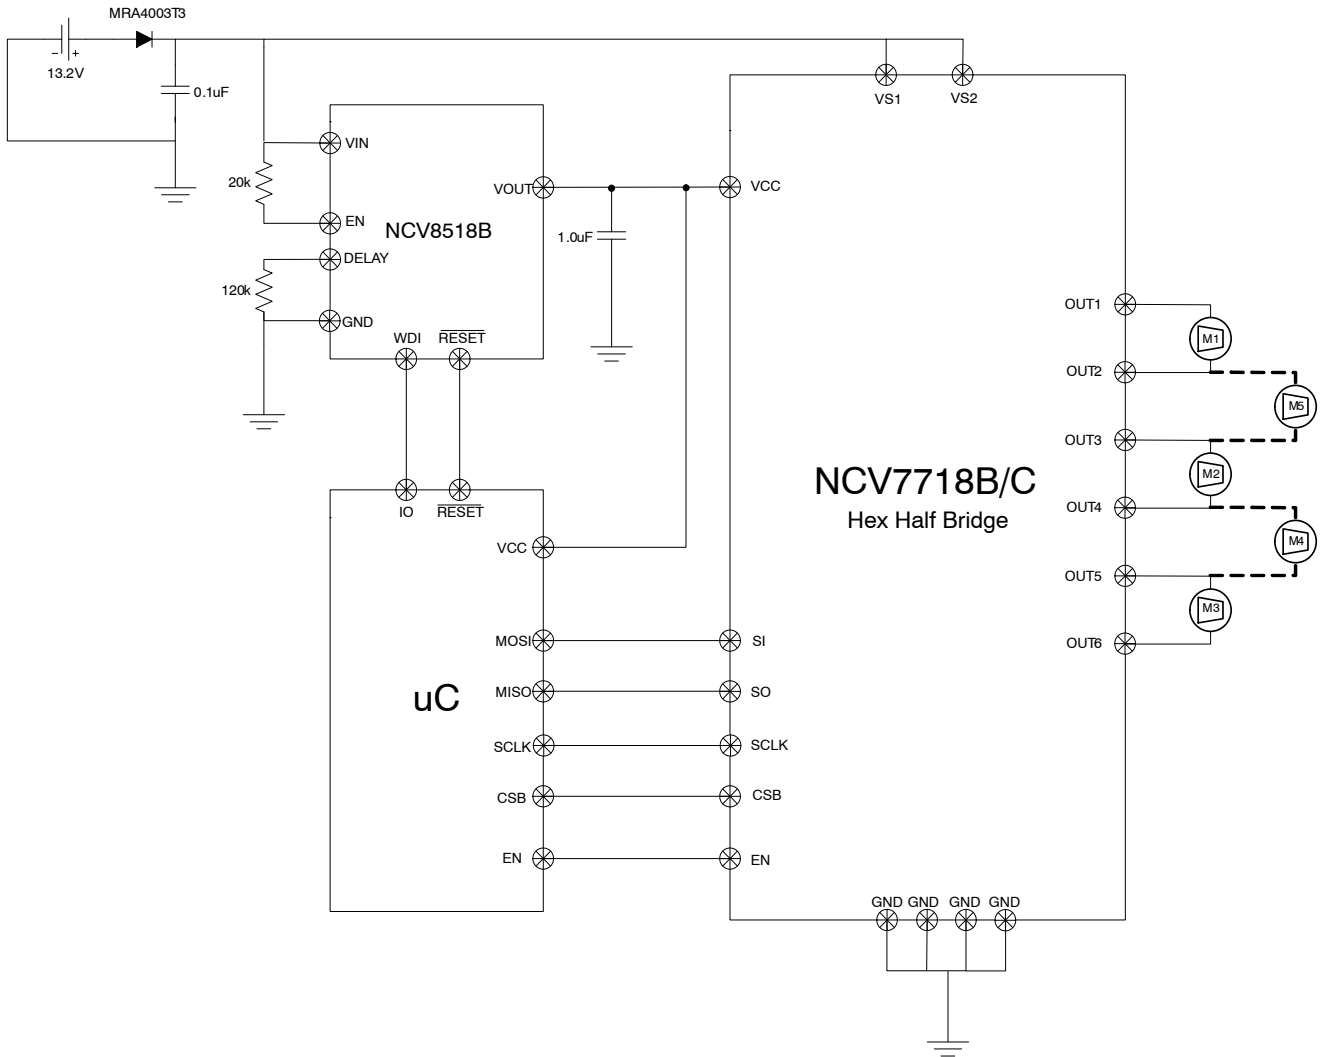 MRA4003T3
− +
13.2V
0.1uF
VS1
VS2
VIN
20k
VOUT
VCC
EN
NCV8518B
1.0uF
DELAY
120k
GND
WDI
RESET
OUT1
M1
OUT2
M5
OUT3
M2
NCV7718B/C
Hex Half Bridge
OUT4
M4
OUT5
M3
OUT6
IO
RESET
VCC
MOSI
SI
uC
MISO
SO
SCLK
SCLK
CSB
CSB
EN
EN
GND GND GND GND